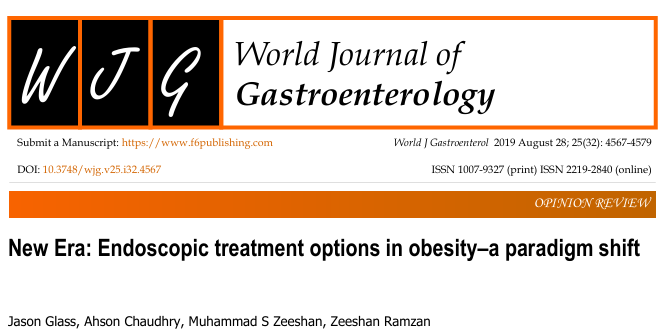 W J G
World Journal of
Gastroenterology
Submit a Manuscript: https://www.f6publishing.com
World J Gastroenterol 2019 August 28; 25(32): 4567-4579
DOI: 10.3748/wjg.v25.i32.4567
ISSN 1007-9327 (print) ISSN 2219-2840 (online)
OPINION REVIEW
New Era: Endoscopic treatment options in obesity–a paradigm shift
Jason Glass, Ahson Chaudhry, Muhammad S Zeeshan, Zeeshan Ramzan